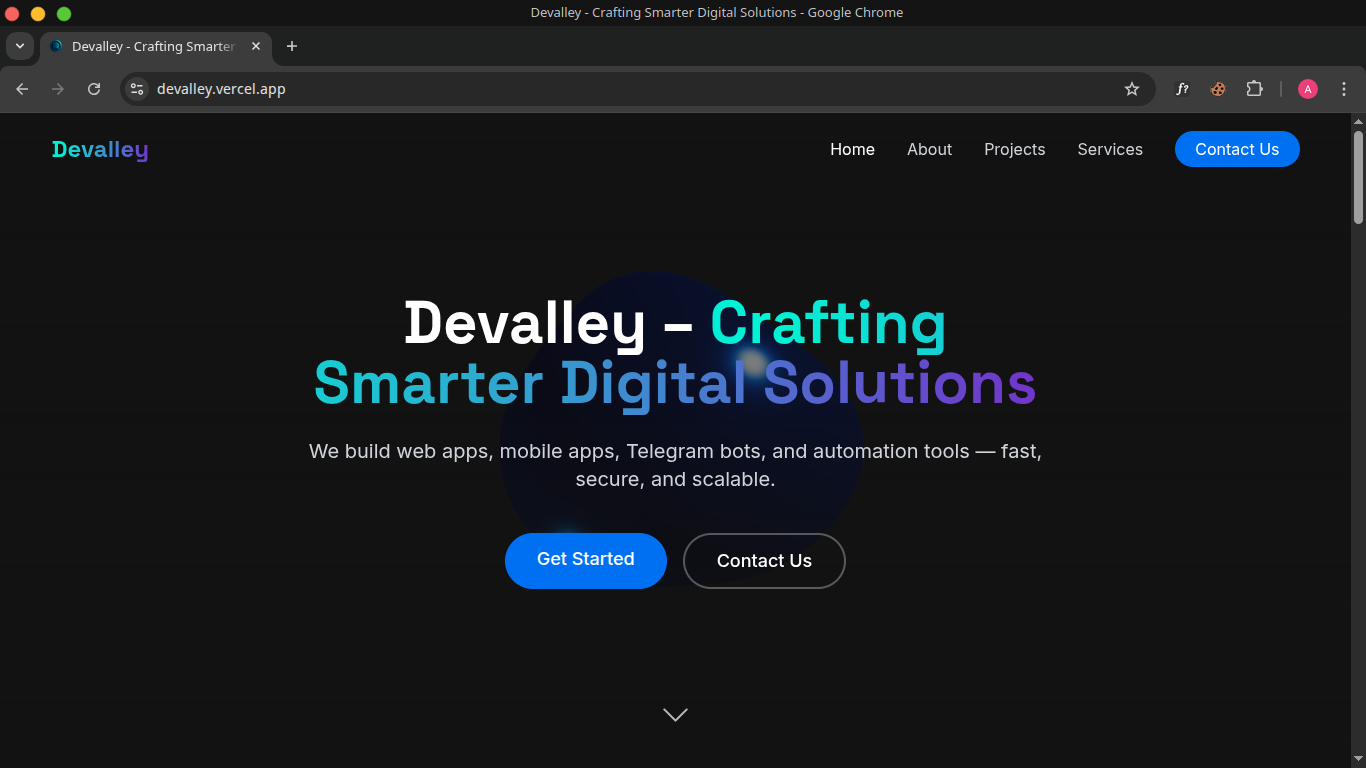 Devalley - Crafting Smarter Digital Solutions - Google Chrome
Devalley - Crafting Smarter
devalley.vercel.app
f?
A
Devalley
Home About Projects Services Contact Us
Devalley – Crafting
Smarter Digital Solutions
We build web apps, mobile apps, Telegram bots, and automation tools — fast,
secure, and scalable.
Get Started Contact Us